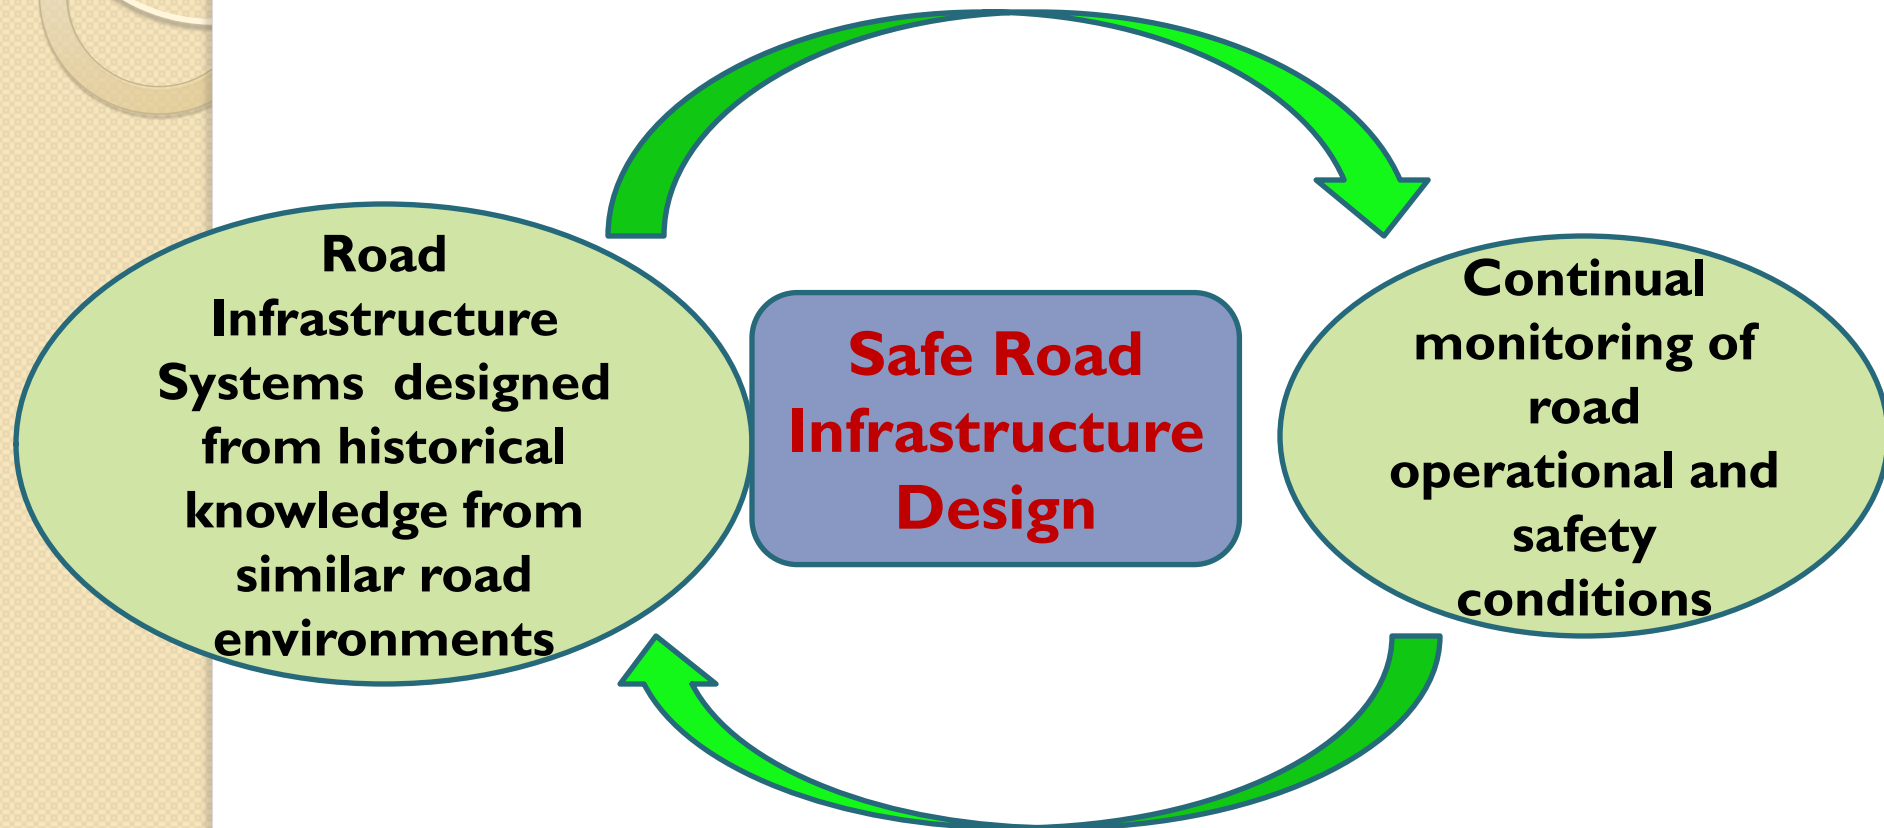 Road
Infrastructure
Systems  designed
from historical
knowledge from
similar road
environments
Safe Road
Infrastructure
Design
Continual
monitoring of
road
operational and
safety
conditions